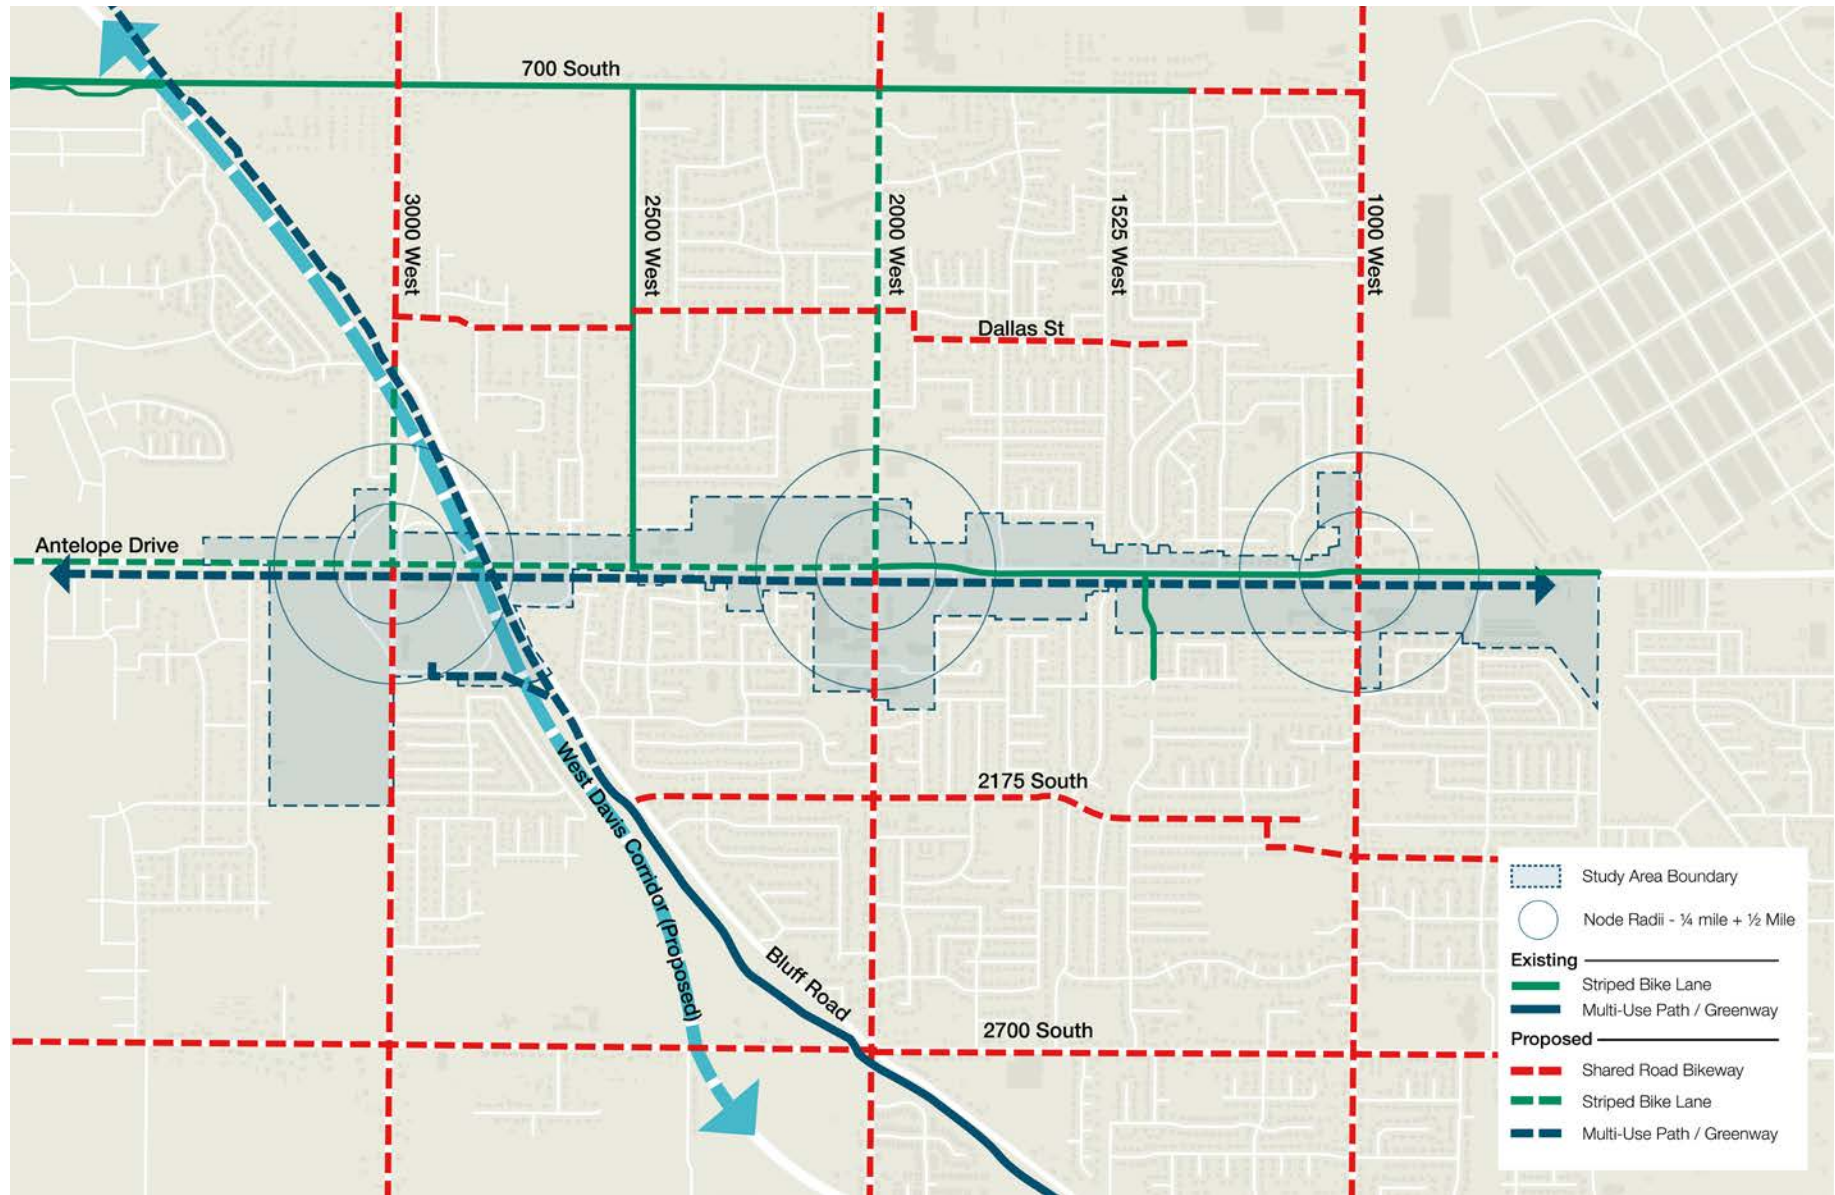 700 South
3000 West
2500 West
2000 West
1525 West
1000 West
Dallas St
Antelope Drive
2175 South
West Davis Corridor (Proposed)
Bluff Road
2700 South
Study Area Boundary
Node Radii - ¼ mile + ½ Mile
Existing
Striped Bike Lane
Multi-Use Path / Greenway
Proposed
Shared Road Bikeway
Striped Bike Lane
Multi-Use Path / Greenway